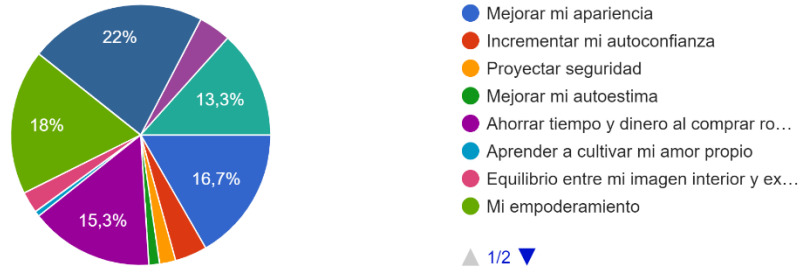 22%
13,3%
18%
16,7%
15,3%
Mejorar mi apariencia
Incrementar mi autoconfianza
Proyectar seguridad
Mejorar mi autoestima
Ahorrar tiempo y dinero al comprar ro…
Aprender a cultivar mi amor propio
Equilibrio entre mi imagen interior y ex…
Mi empoderamiento
1/2